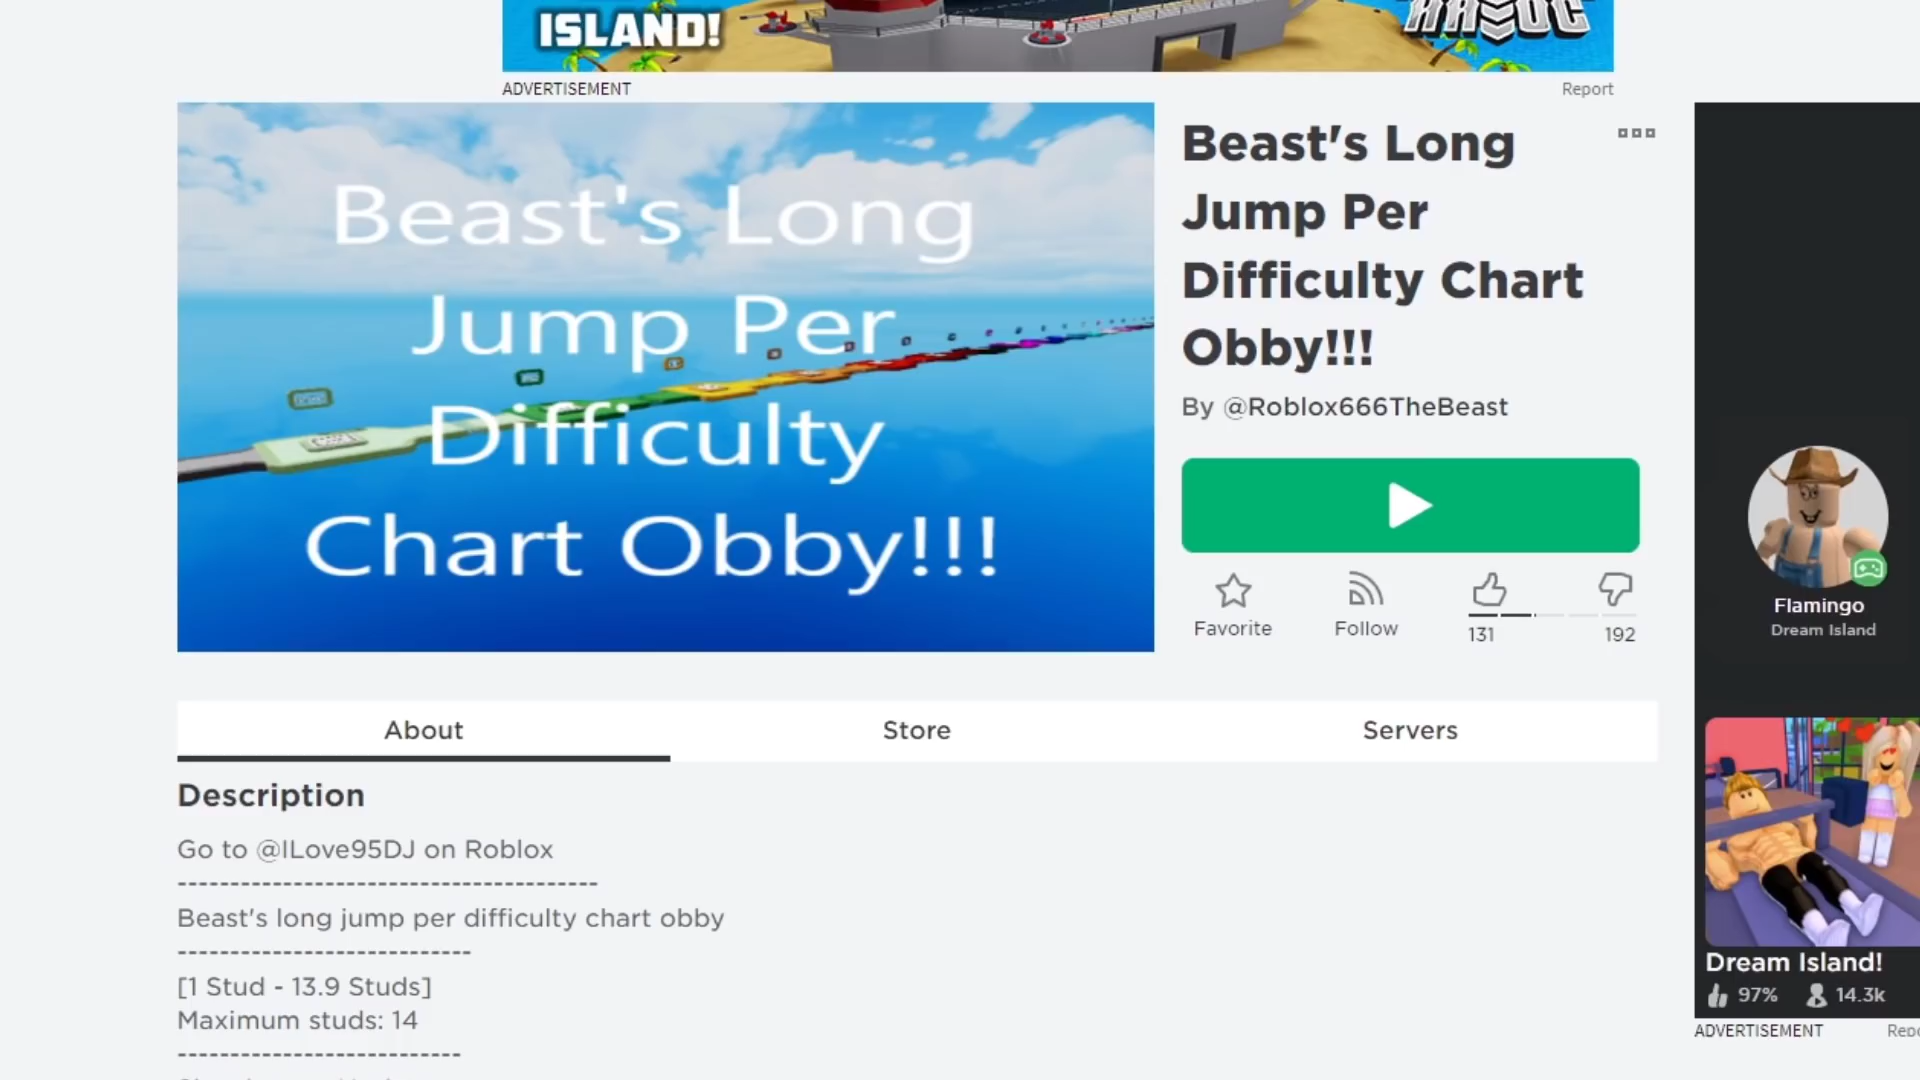 ISLAND!
HAVOC
ADVERTISEMENT
Report
Beast's Long
Jump Per
Difficulty
Chart Obby!!!
Beast's Long
Jump Per
Difficulty Chart
Obby!!!
By @Roblox666TheBeast
Favorite
Follow
131
192
Flamingo
Dream Island
About
Store
Servers
Description
Go to @ILove95DJ on Roblox
---------------------------------------
Beast's long jump per difficulty chart obby
---------------------------
[1 Stud - 13.9 Studs]
Maximum studs: 14
--------------------------
Dream Island!
97%
14.3k
ADVERTISEMENT